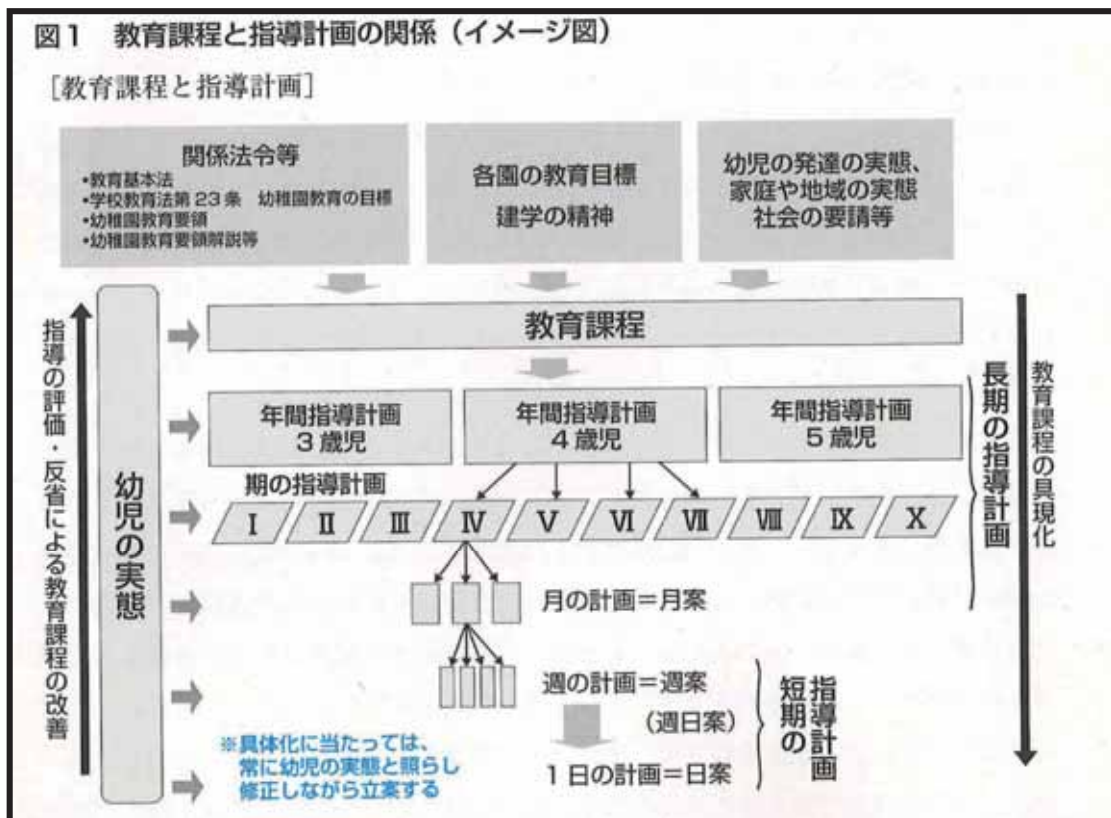 図1 教育課程と指導計画の関係(イメージ図)
[教育課程と指導計画]
関係法令等
•教育基本法
•学校教育法第23条 幼稚園教育の目標
•幼稚園教育要領
•幼稚園教育要領解説等
各園の教育目標
建学の精神
幼児の発達の実態、
家庭や地域の実態
社会の要請等
指導の評価・反省による教育課程の改善
幼児の実態
教育課程
年間指導計画
3歳児
年間指導計画
4歳児
年間指導計画
5歳児
期の指導計画
Ⅰ Ⅱ Ⅲ Ⅳ Ⅴ Ⅵ Ⅶ Ⅷ Ⅸ Ⅹ
月の計画=月案
週の計画=週案
(週日案)
1日の計画=日案
※具体化に当たっては、
常に幼児の実態と照らし
修正しながら立案する
長期の指導計画
短期の
指導計画
教育課程の具現化